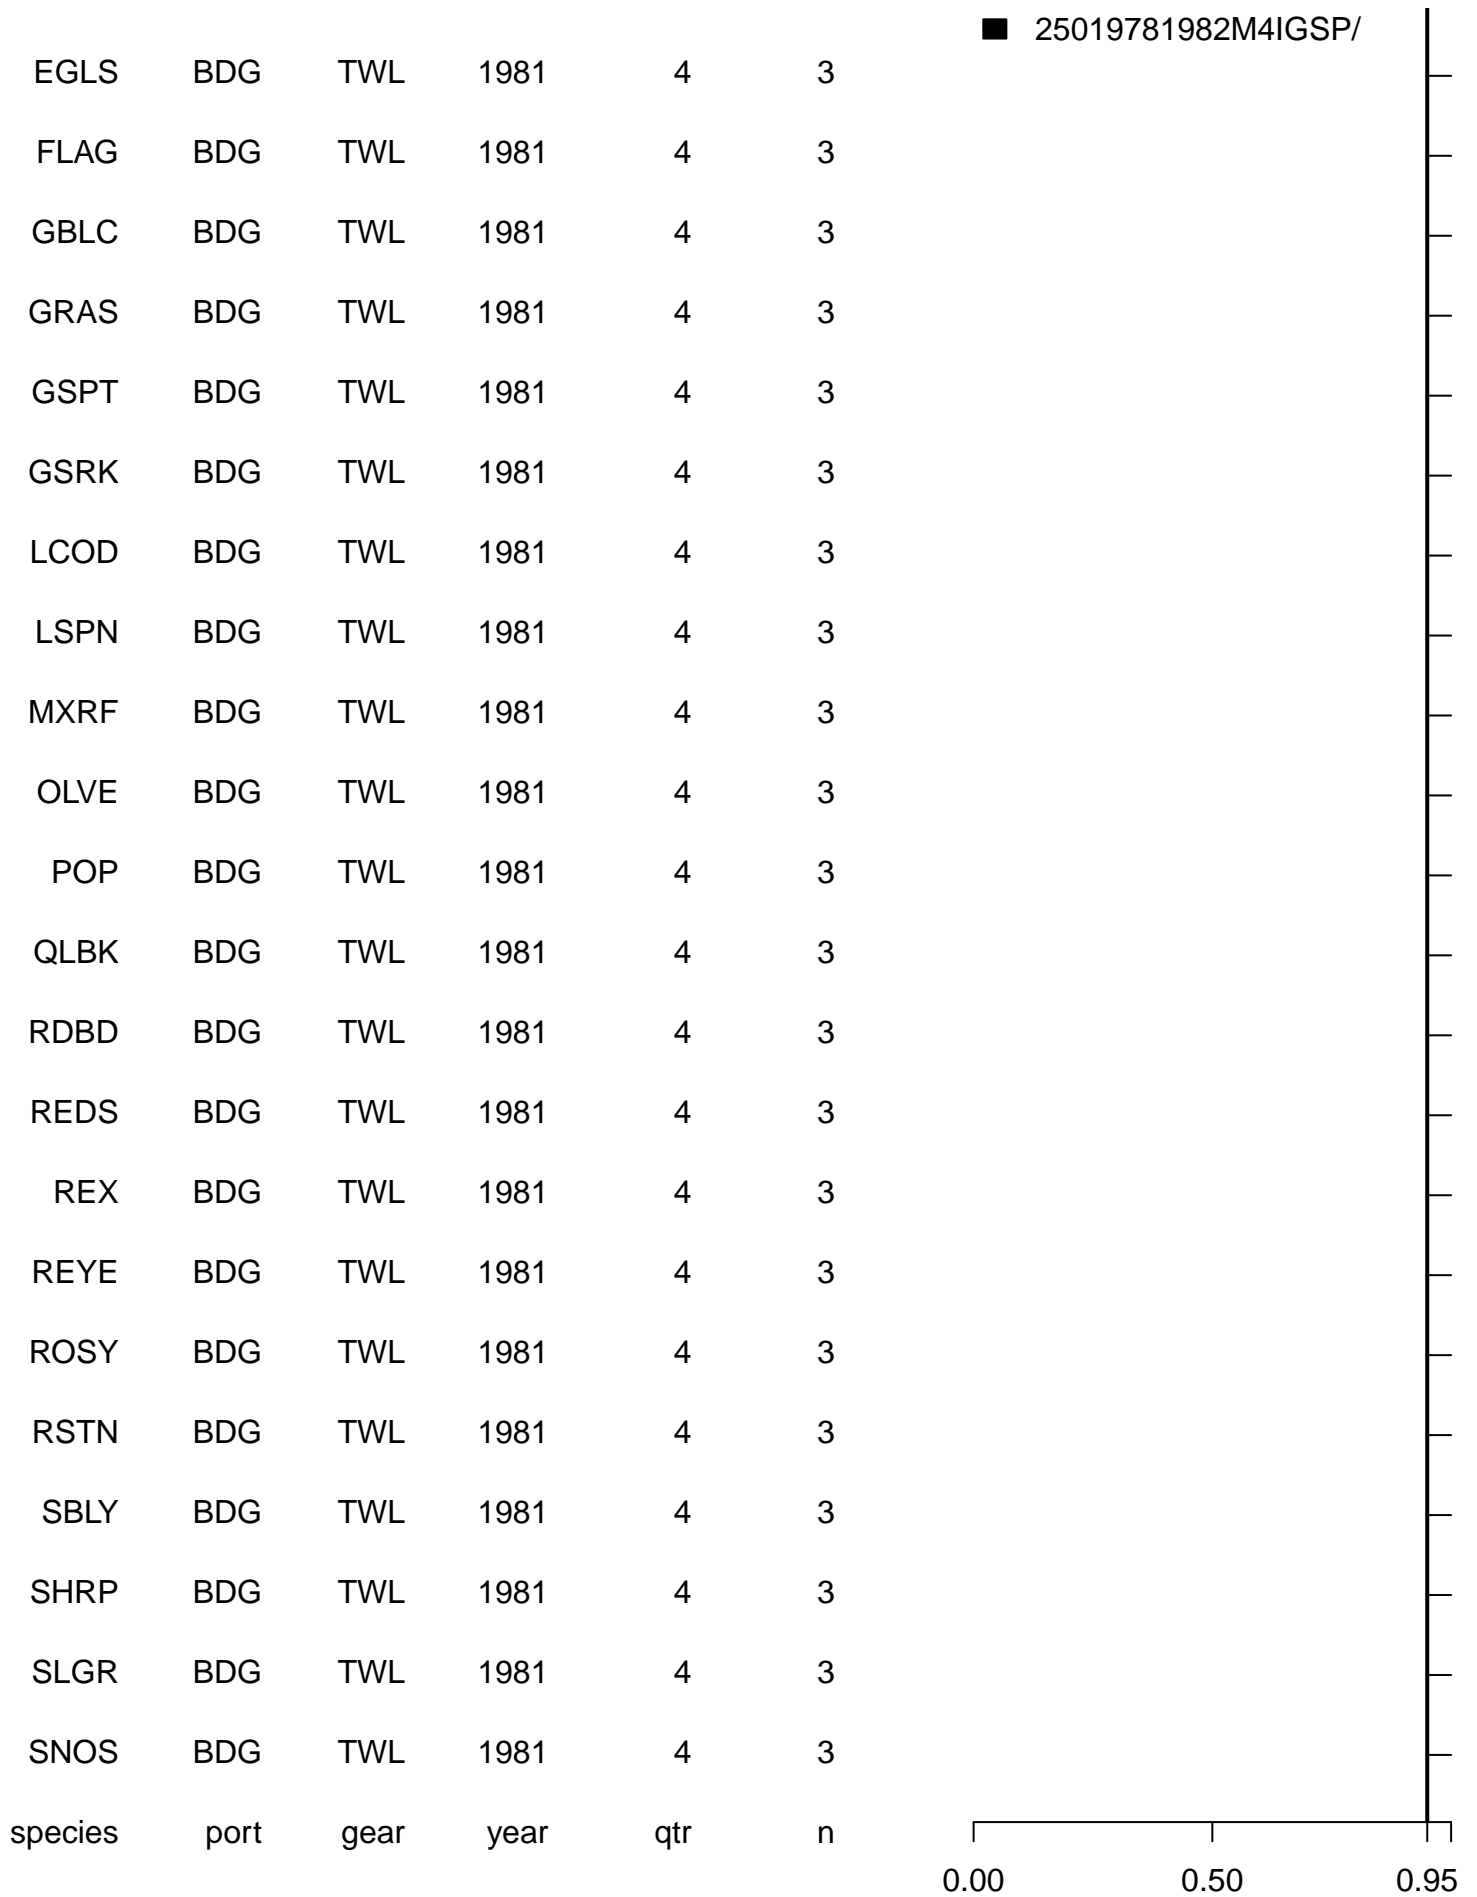 25019781982M4IGSP/
EGLS BDG TWL 1981 4 3
FLAG BDG TWL 1981 4 3
GBLC BDG TWL 1981 4 3
GRAS BDG TWL 1981 4 3
GSPT BDG TWL 1981 4 3
GSRK BDG TWL 1981 4 3
LCOD BDG TWL 1981 4 3
LSPN BDG TWL 1981 4 3
MXRF BDG TWL 1981 4 3
OLVE BDG TWL 1981 4 3
POP BDG TWL 1981 4 3
QLBK BDG TWL 1981 4 3
RDBD BDG TWL 1981 4 3
REDS BDG TWL 1981 4 3
REX BDG TWL 1981 4 3
REYE BDG TWL 1981 4 3
ROSY BDG TWL 1981 4 3
RSTN BDG TWL 1981 4 3
SBLY BDG TWL 1981 4 3
SHRP BDG TWL 1981 4 3
SLGR BDG TWL 1981 4 3
SNOS BDG TWL 1981 4 3
species port gear year qtr n
0.00 0.50 0.95